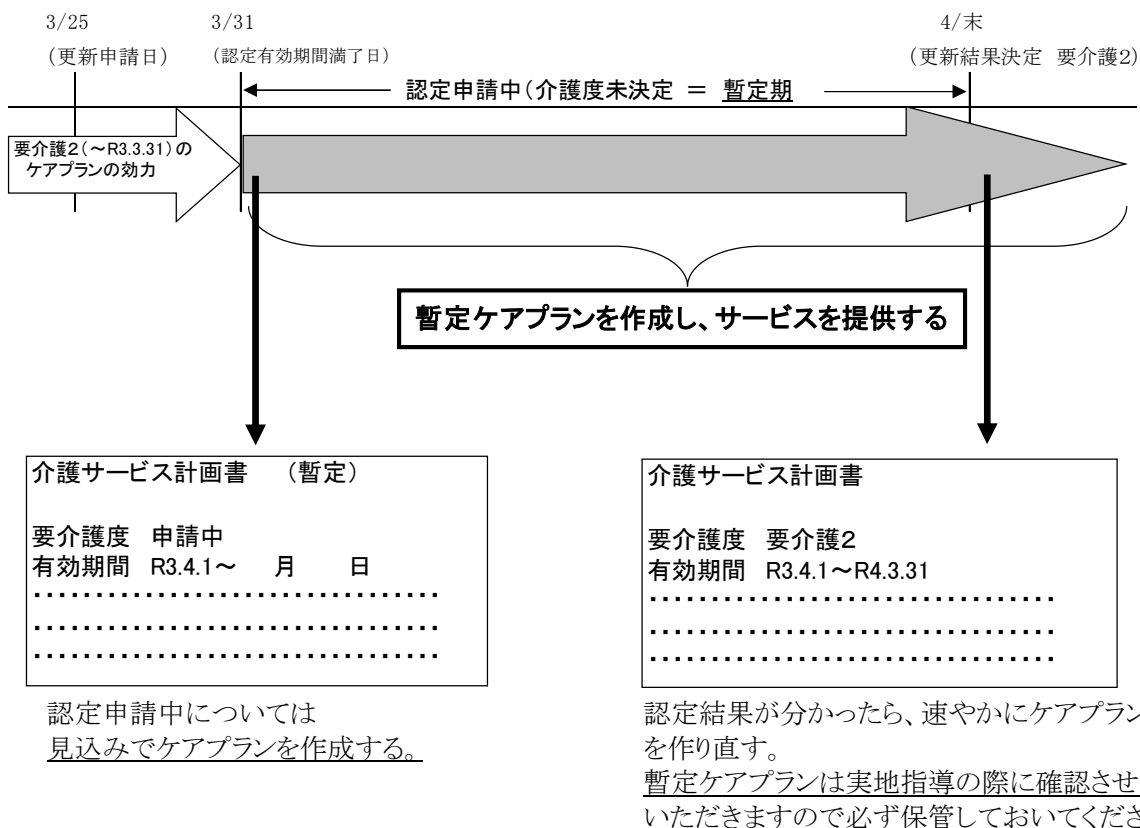 3/25
3/31
4/末
（更新申請日）
（認定有効期間満了日）
（更新結果決定　要介護2）
認定申請中（介護度未決定　＝　暫定期
要介護2（～R3.3.31）の
ケアプランの効力
暫定ケアプランを作成し、サービスを提供する
介護サービス計画書　　（暫定）
要介護度　申請中
有効期間　R3.4.1～　　月　　　日
・・・・・・・・・・・・・・・・・・・・・・・・・・・・・・・・・
・・・・・・・・・・・・・・・・・・・・・・・・・・・・・・・・・
・・・・・・・・・・・・・・・・・・・・・・・・・・・・・・・・・
認定申請中については
見込みでケアプランを作成する。
介護サービス計画書
要介護度　要介護2
有効期間　R3.4.1～R4.3.31
・・・・・・・・・・・・・・・・・・・・・・・・・・・・・・・・・
・・・・・・・・・・・・・・・・・・・・・・・・・・・・・・・・・
・・・・・・・・・・・・・・・・・・・・・・・・・・・・・・・・・
認定結果が分かったら、速やかにケアプラン
を作り直す。
暫定ケアプランは実地指導の際に確認させ
いただきますので必ず保管しておいてくださ